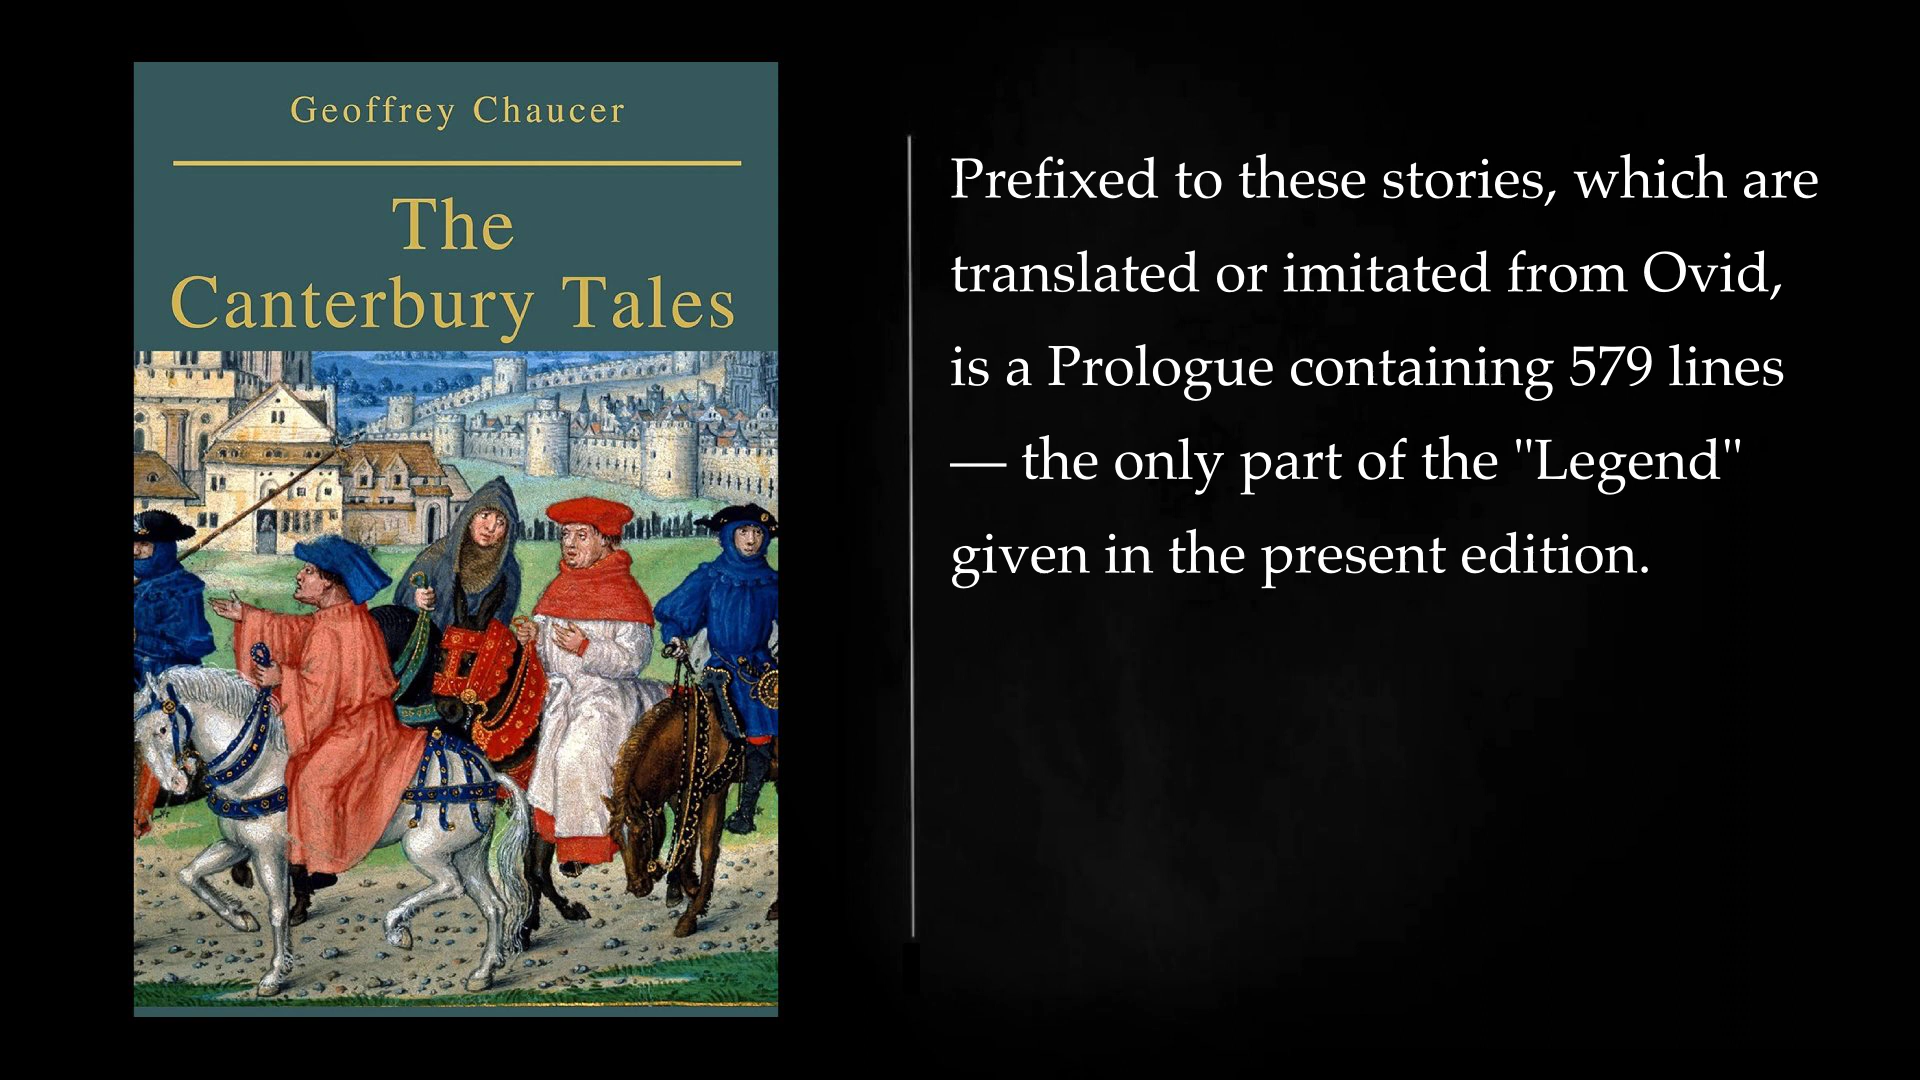 Geoffrey Chaucer
The
Canterbury Tales
Prefixed to these stories, which are
translated or imitated from Ovid,
is a Prologue containing 579 lines
— the only part of the "Legend"
given in the present edition.